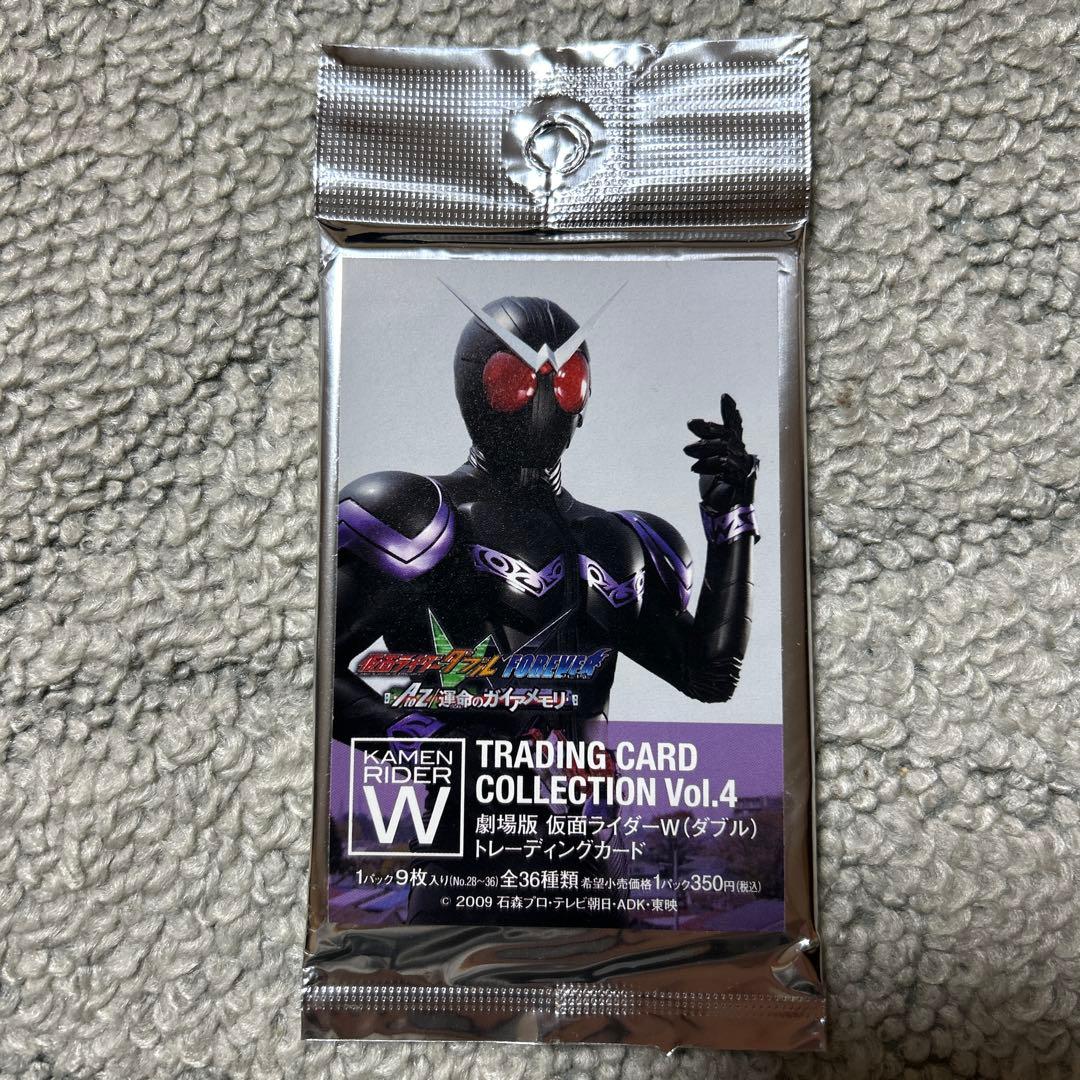 仮面ライダーダブル FOREVER
AtoZ/運命のガイアメモリ
KAMEN
RIDER
W
TRADING CARD
COLLECTION Vol.4
劇場版 仮面ライダーW(ダブル)
トレーディングカード
1パック9枚入り(No.28~36)全36種類 希望小売価格1パック350円(税込)
© 2009 石森プロ・テレビ朝日・ADK・東映